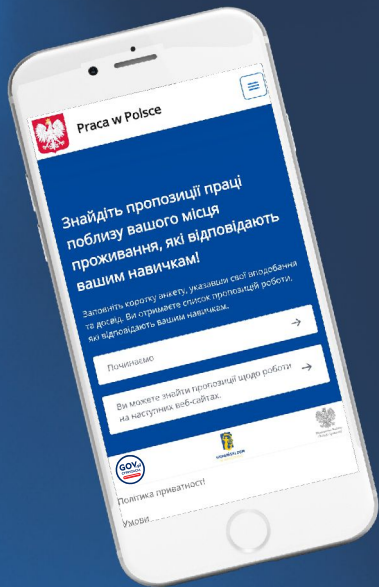 Praca w Polsce
Знайдіть пропозиції праці
поблизу вашого місця
проживання, які відповідають
вашим навичкам!
Заповніть коротку анкету, указавши свої вподобання
та досвід. Ви отримаєте список пропозицій роботи,
які відповідають вашим навичкам.
Починаємо
Ви можете знайти пропозиції щодо роботи
на наступних веб-сайтах.
GOV.pl
Політика приватності
Умови